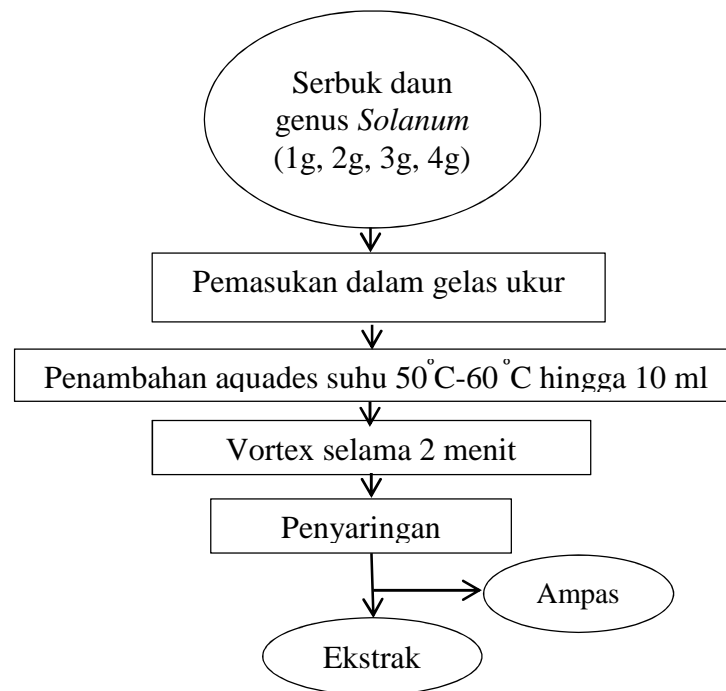 Serbuk daun
genus Solanum
(1g, 2g, 3g, 4g)
Pemasukan dalam gelas ukur
Penambahan aquades suhu 50°C-60°C hingga 10 ml
Vortex selama 2 menit
Penyaringan
Ampas
Ekstrak